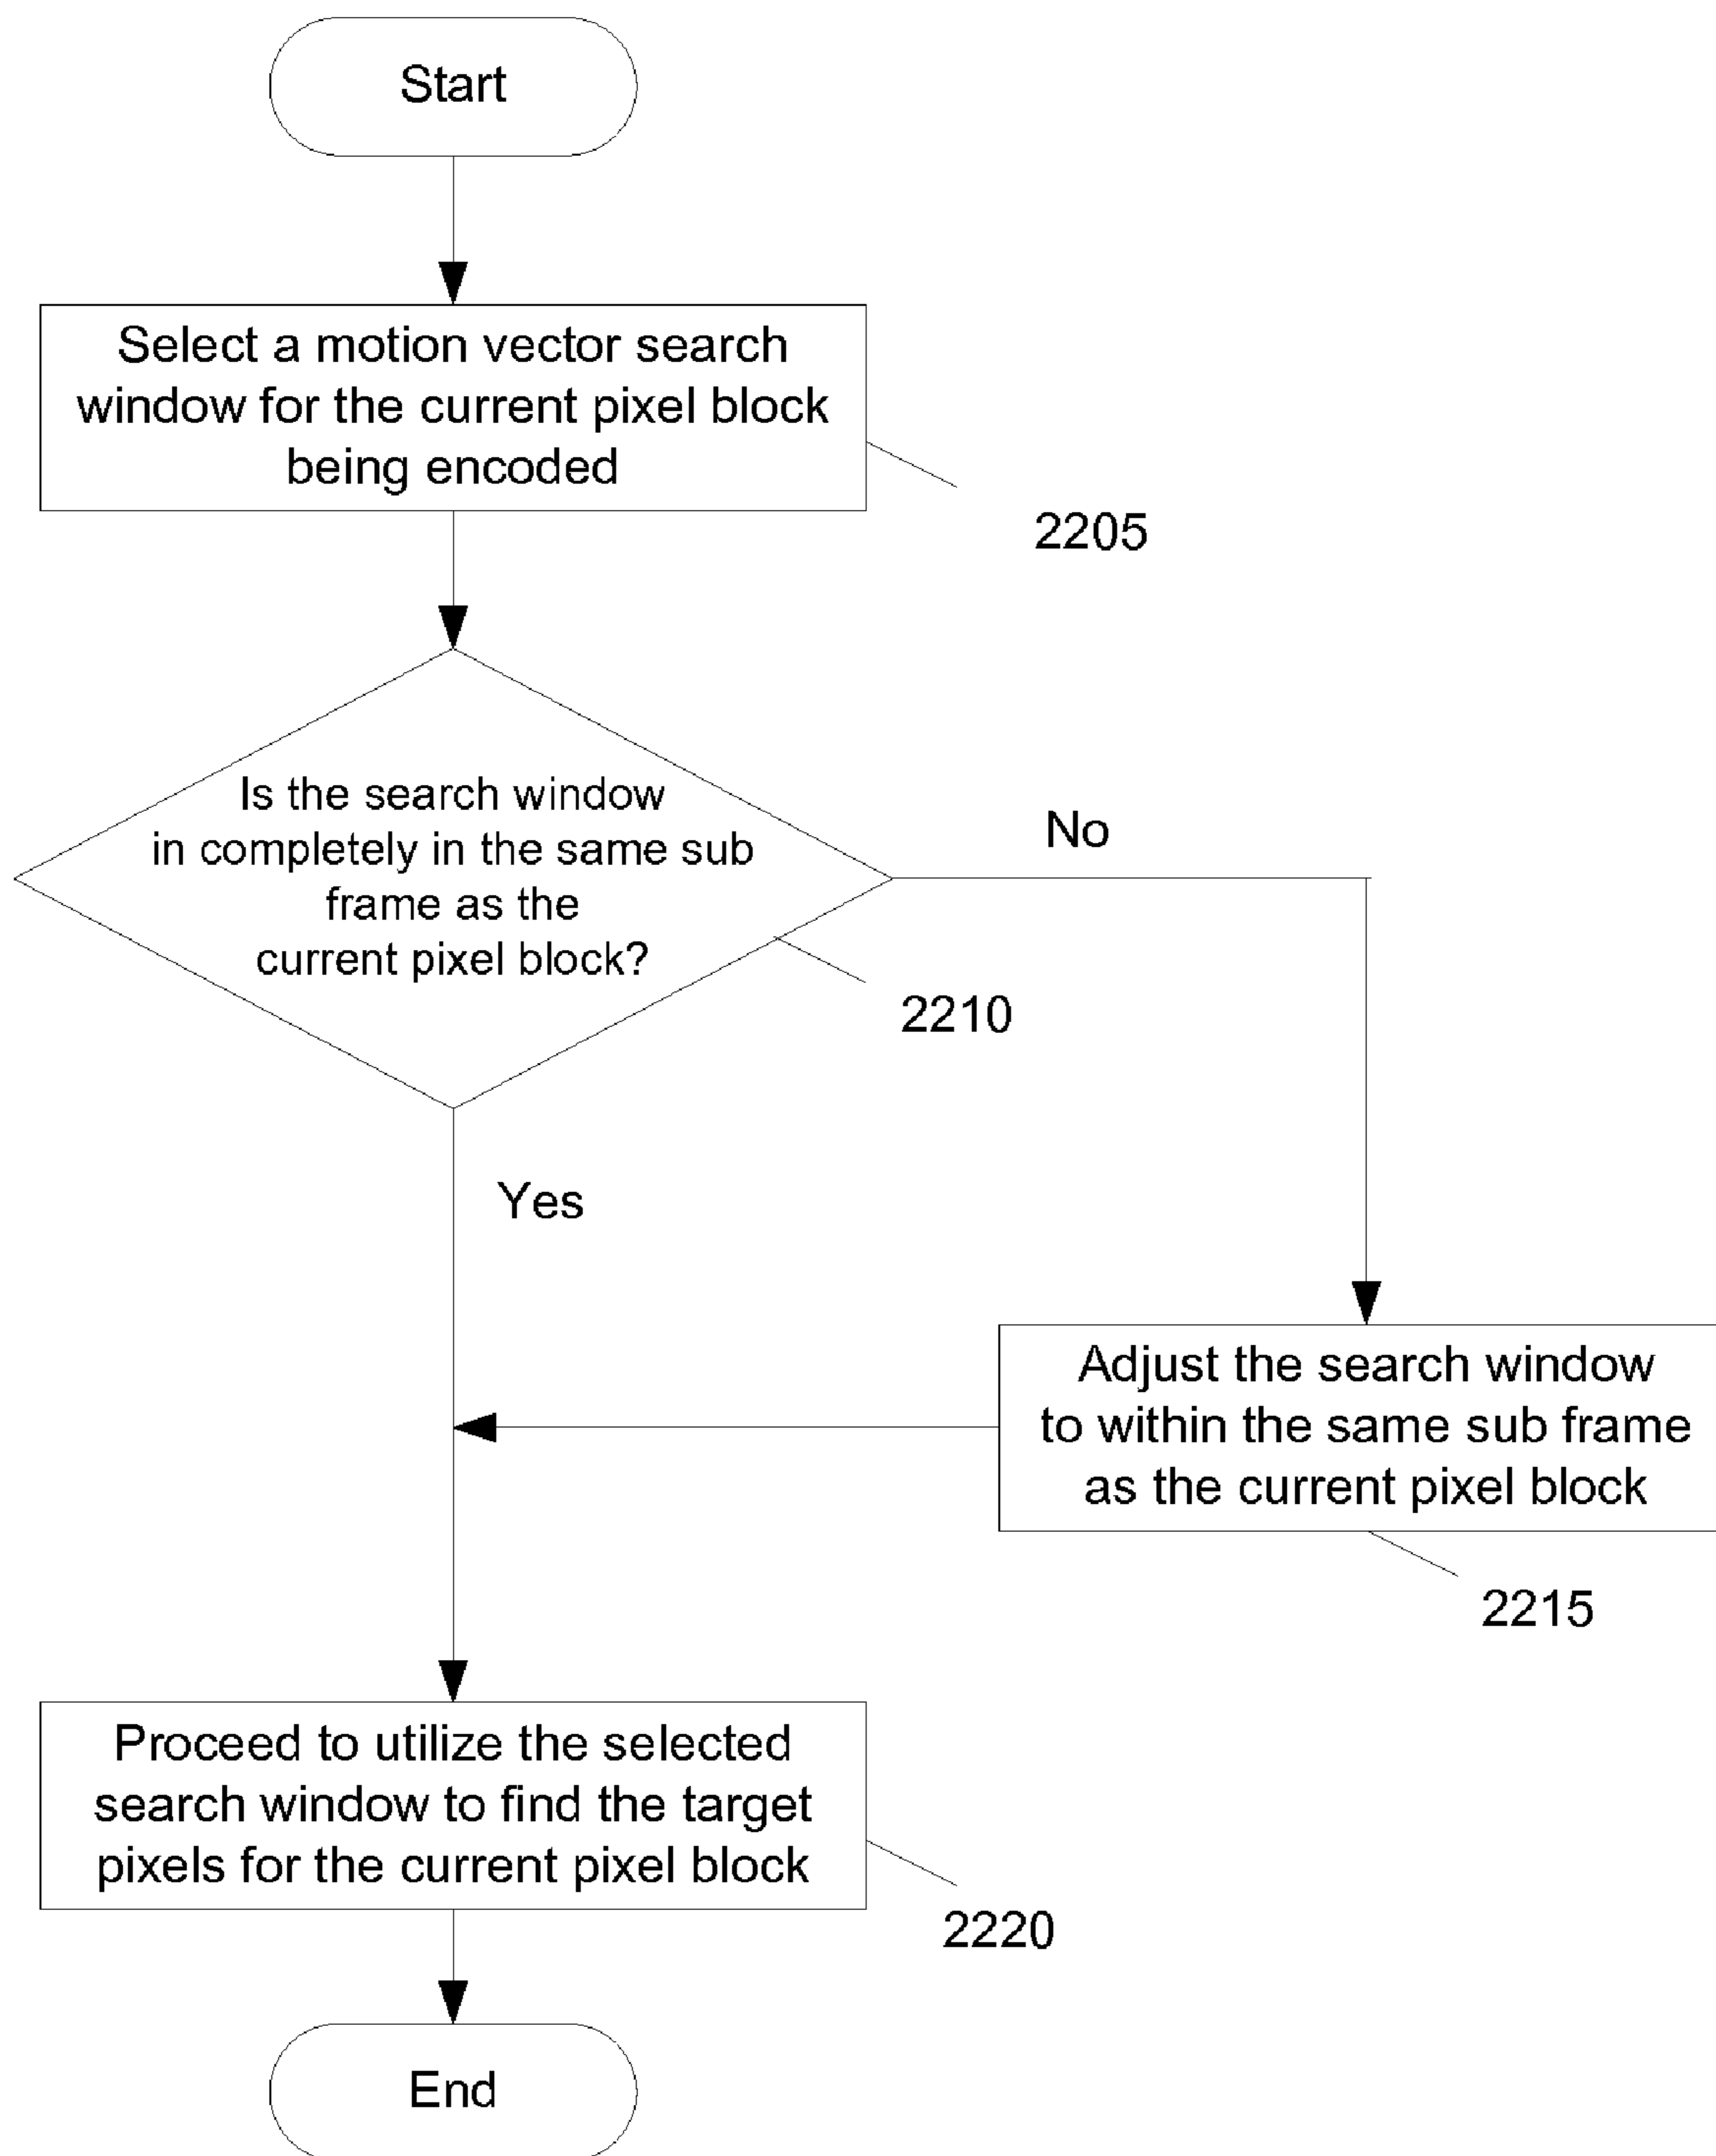 Start
Select a motion vector search
window for the current pixel block
being encoded
2205
Is the search window
in completely in the same sub
frame as the
current pixel block?
No
2210
Yes
Adjust the search window
to within the same sub frame
as the current pixel block
2215
Proceed to utilize the selected
search window to find the target
pixels for the current pixel block
2220
End